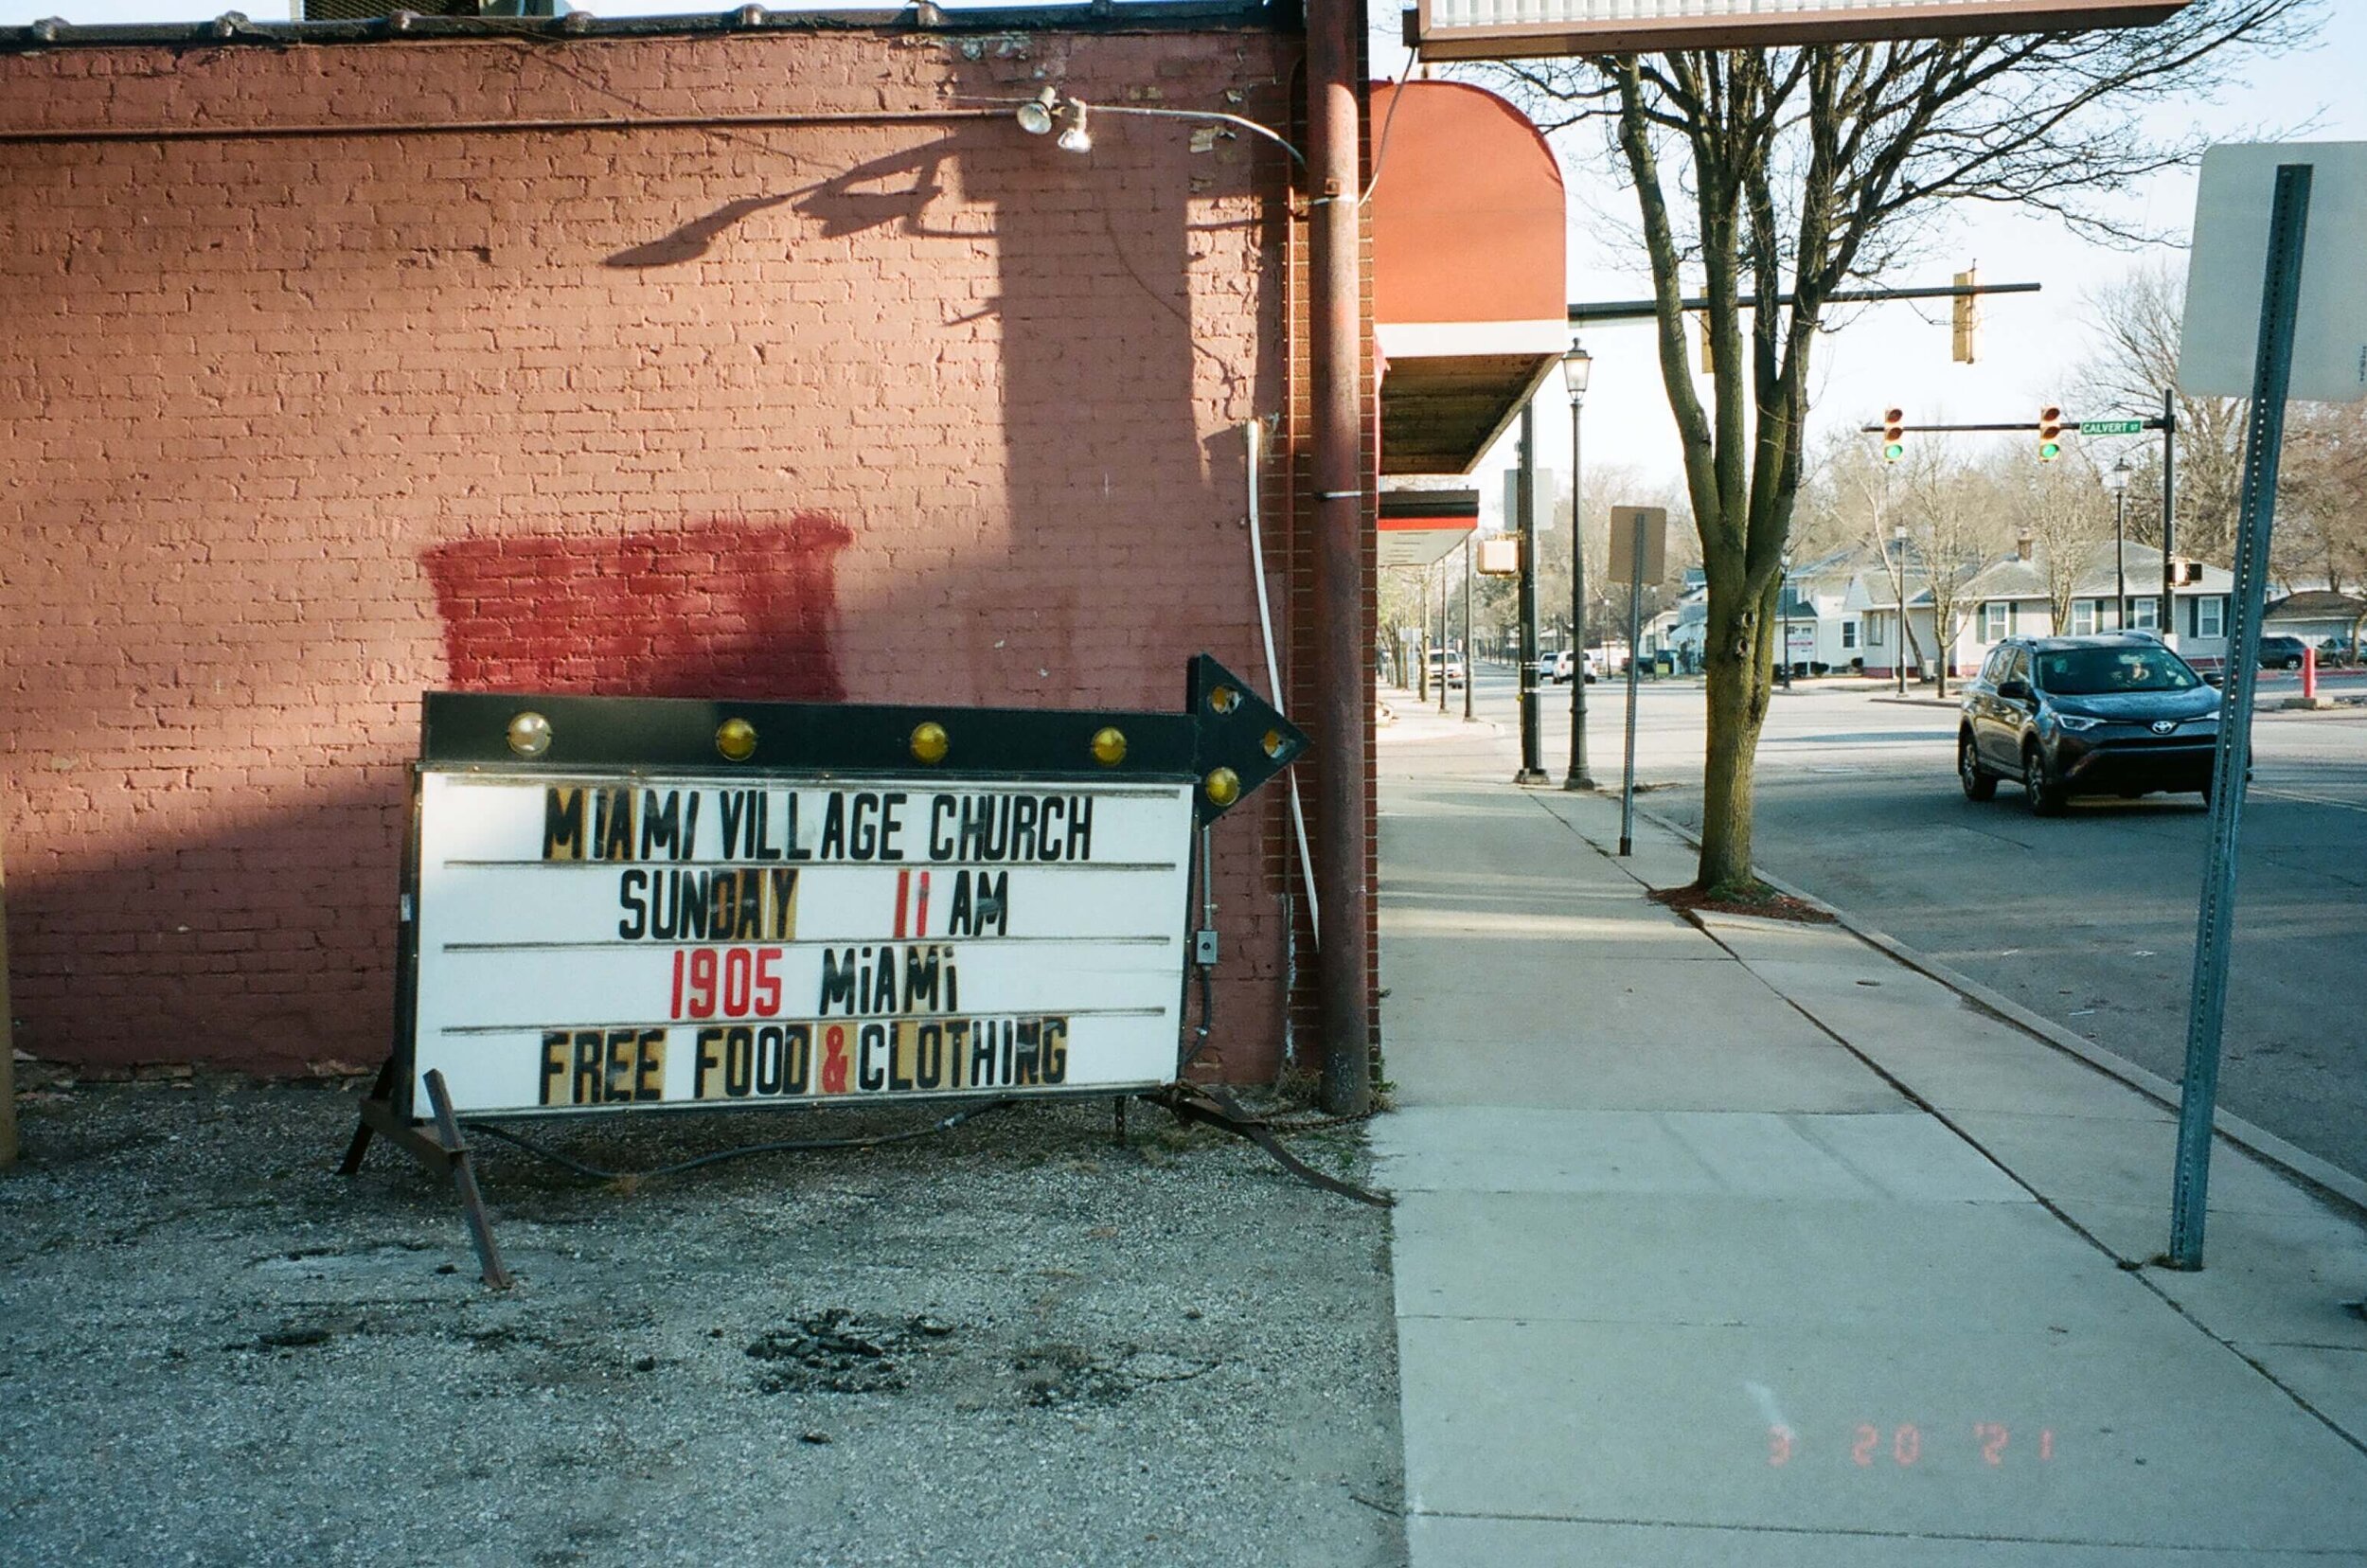 CALVERT ST
MIAMI VILLAGE CHURCH
SUNDAY 11 AM
1905 MiAMi
FREE FOOD & CLOTHING
3 20 '21